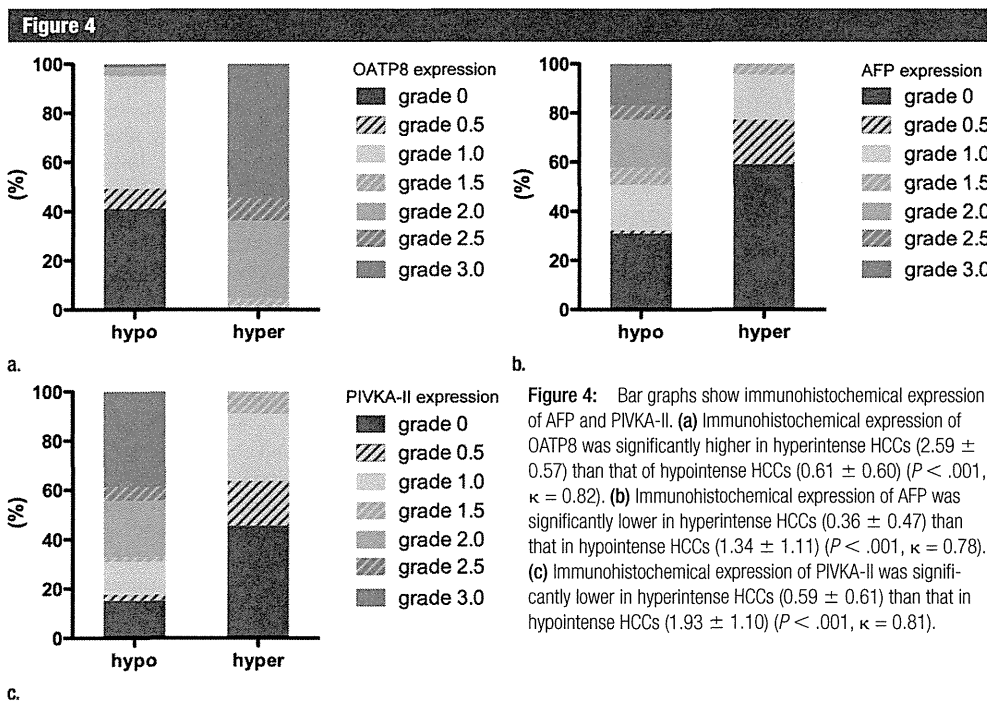 Figure 4
100
80
60
40
20
0
(%)
hypo
hyper
OATP8 expression
grade 0
grade 0.5
grade 1.0
grade 1.5
grade 2.0
grade 2.5
grade 3.0
a.
100
80
60
40
20
0
(%)
hypo
hyper
AFP expression
grade 0
grade 0.5
grade 1.0
grade 1.5
grade 2.0
grade 2.5
grade 3.0
b.
100
80
60
40
20
0
(%)
hypo
hyper
PIVKA-II expression
grade 0
grade 0.5
grade 1.0
grade 1.5
grade 2.0
grade 2.5
grade 3.0
c.
Figure 4: Bar graphs show immunohistochemical expression
of AFP and PIVKA-II. (a) Immunohistochemical expression of
OATP8 was significantly higher in hyperintense HCCs (2.59 ±
0.57) than that of hypointense HCCs (0.61 ± 0.60) (P < .001,
κ = 0.82). (b) Immunohistochemical expression of AFP was
significantly lower in hyperintense HCCs (0.36 ± 0.47) than
that in hypointense HCCs (1.34 ± 1.11) (P < .001, κ = 0.78).
(c) Immunohistochemical expression of PIVKA-II was signifi-
cantly lower in hyperintense HCCs (0.59 ± 0.61) than that in
hypointense HCCs (1.93 ± 1.10) (P < .001, κ = 0.81).